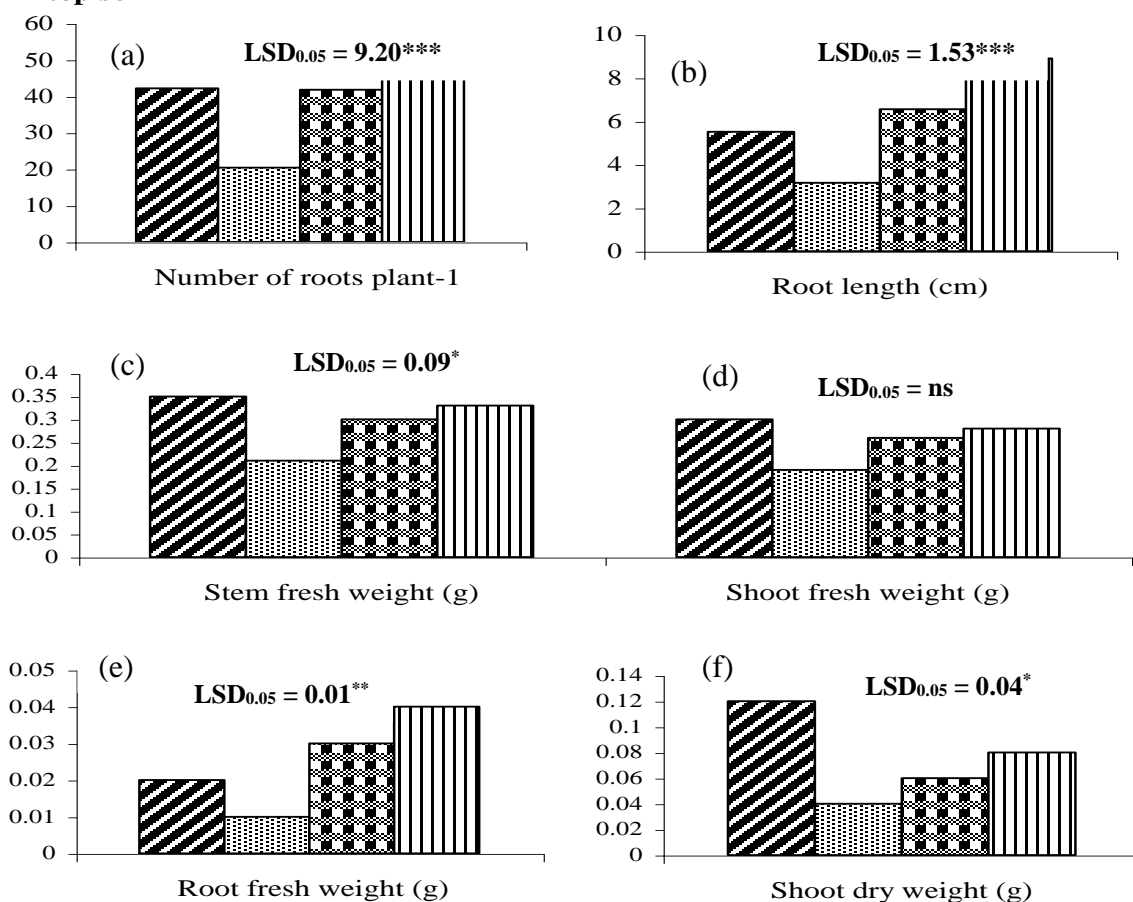 60
50
40
30
20
10
0
(a)
LSD0.05 = 9.20***
Number of roots plant-1
10
8
6
4
2
0
(b)
LSD0.05 = 1.53***
Root length (cm)
0.4
0.35
0.3
0.25
0.2
0.15
0.1
0.05
0
(c)
LSD0.05 = 0.09*
Stem fresh weight (g)
(d)
LSD0.05 = ns
Shoot fresh weight (g)
0.05
0.04
0.03
0.02
0.01
0
(e)
LSD0.05 = 0.01**
Root fresh weight (g)
0.14
0.12
0.10
0.08
0.06
0.04
0.02
0
(f)
LSD0.05 = 0.04*
Shoot dry weight (g)